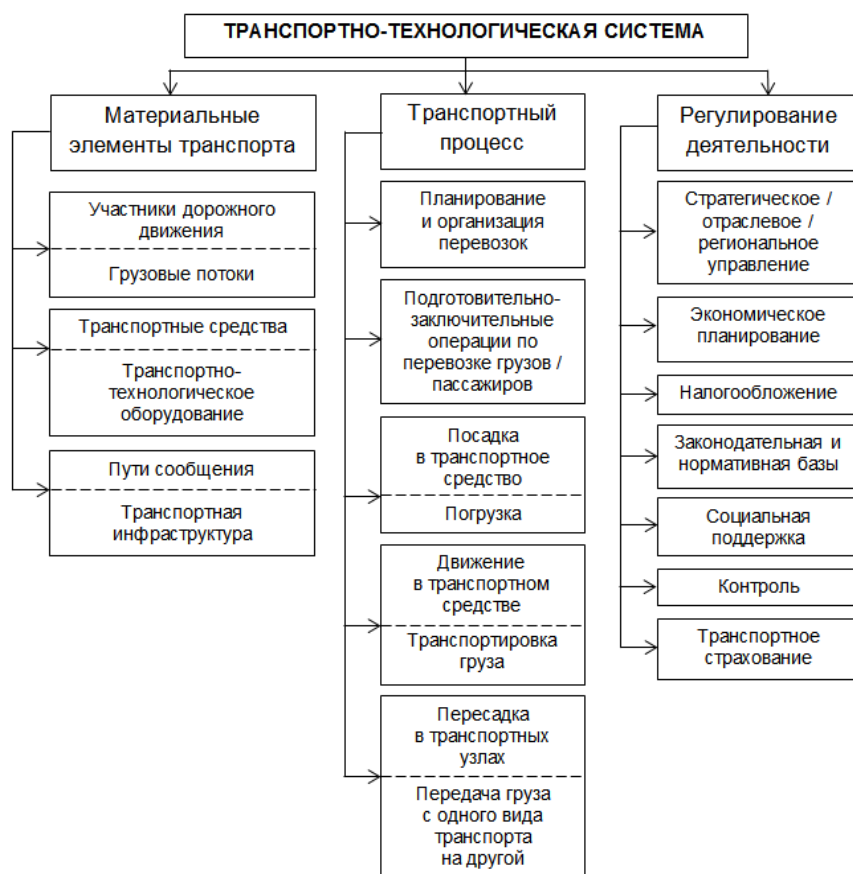 ТРАНСПОРТНО-ТЕХНОЛОГИЧЕСКАЯ СИСТЕМА
Материальные
элементы транспорта
Участники дорожного
движения
Грузовые потоки
Транспортные средства
Транспортно-
технологическое
оборудование
Пути сообщения
Транспортная
инфраструктура
Транспортный
процесс
Планирование
и организация
перевозок
Подготовительно-
заключительные
операции по
перевозке грузов /
пассажиров
Посадка
в транспортное
средство
Погрузка
Движение
в транспортном
средстве
Транспортировка
груза
Пересадка
в транспортных
узлах
Передача груза
с одного вида
транспорта
на другой
Регулирование
деятельности
Стратегическое /
отраслевое /
региональное
управление
Экономическое
планирование
Налогообложение
Законодательная и
нормативная базы
Социальная
поддержка
Контроль
Транспортное
страхование